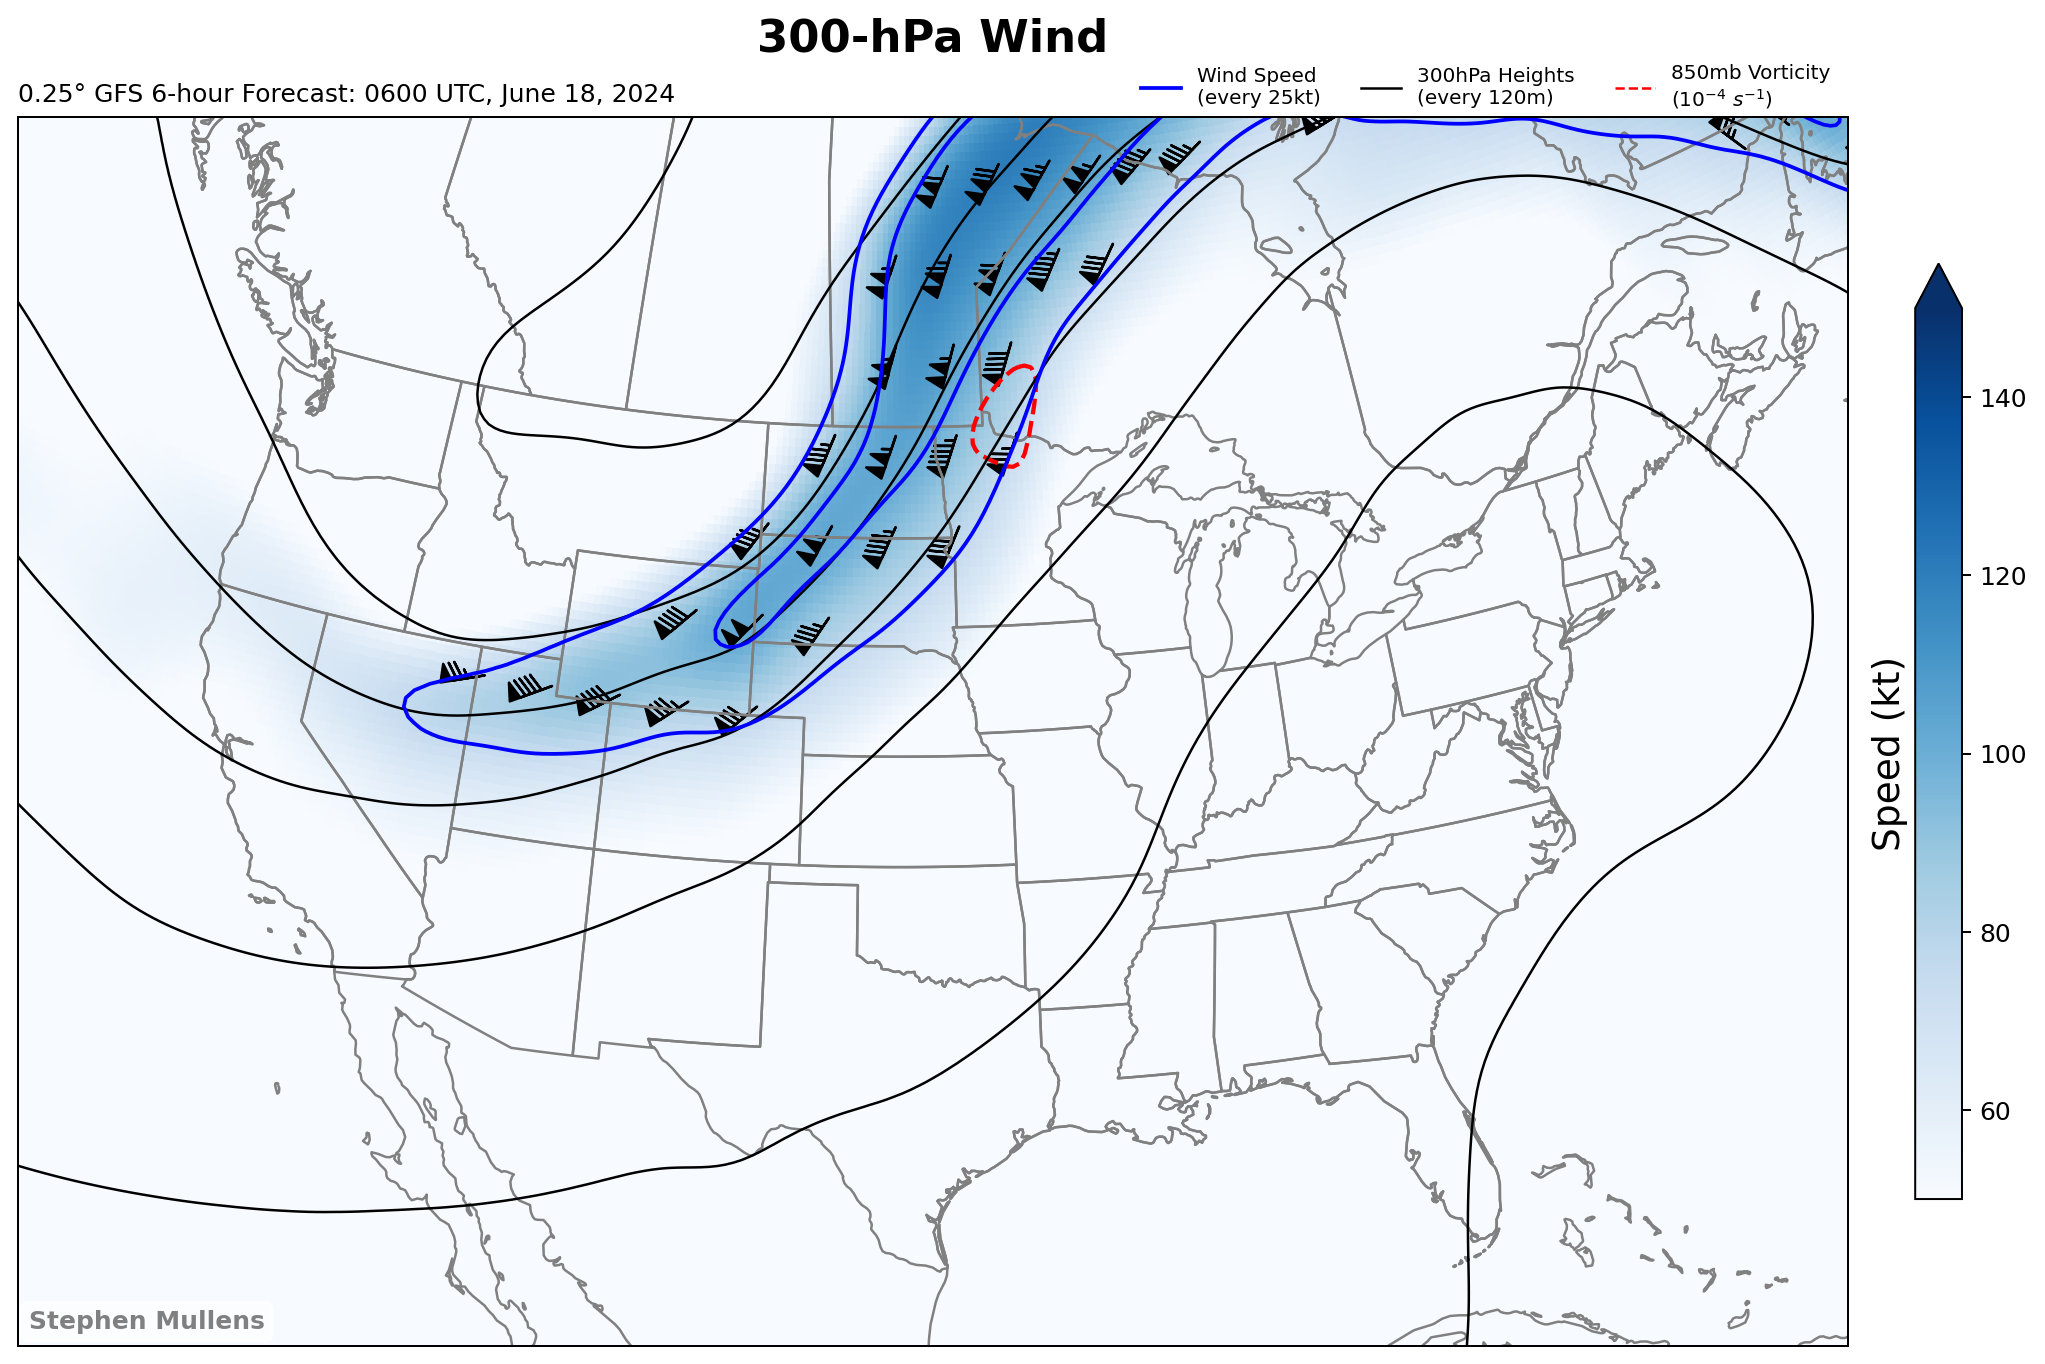 300-hPa Wind
0.25° GFS 6-hour Forecast: 0600 UTC, June 18, 2024
Wind Speed
(every 25kt)
300hPa Heights
(every 120m)
850mb Vorticity
(10⁻⁴ s⁻¹)
140
120
100
80
60
Speed (kt)
Stephen Mullens